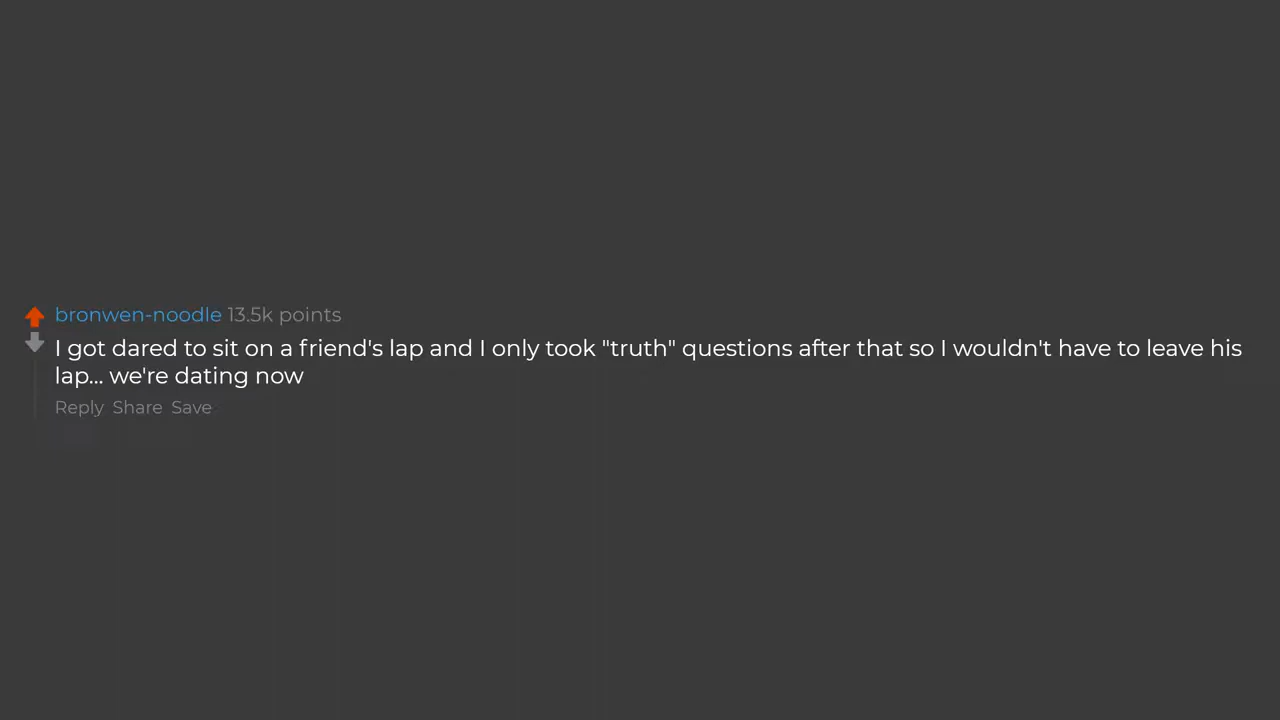 bronwen-noodle 13.5k points
I got dared to sit on a friend's lap and I only took "truth" questions after that so I wouldn't have to leave his
lap... we're dating now
Reply Share Save